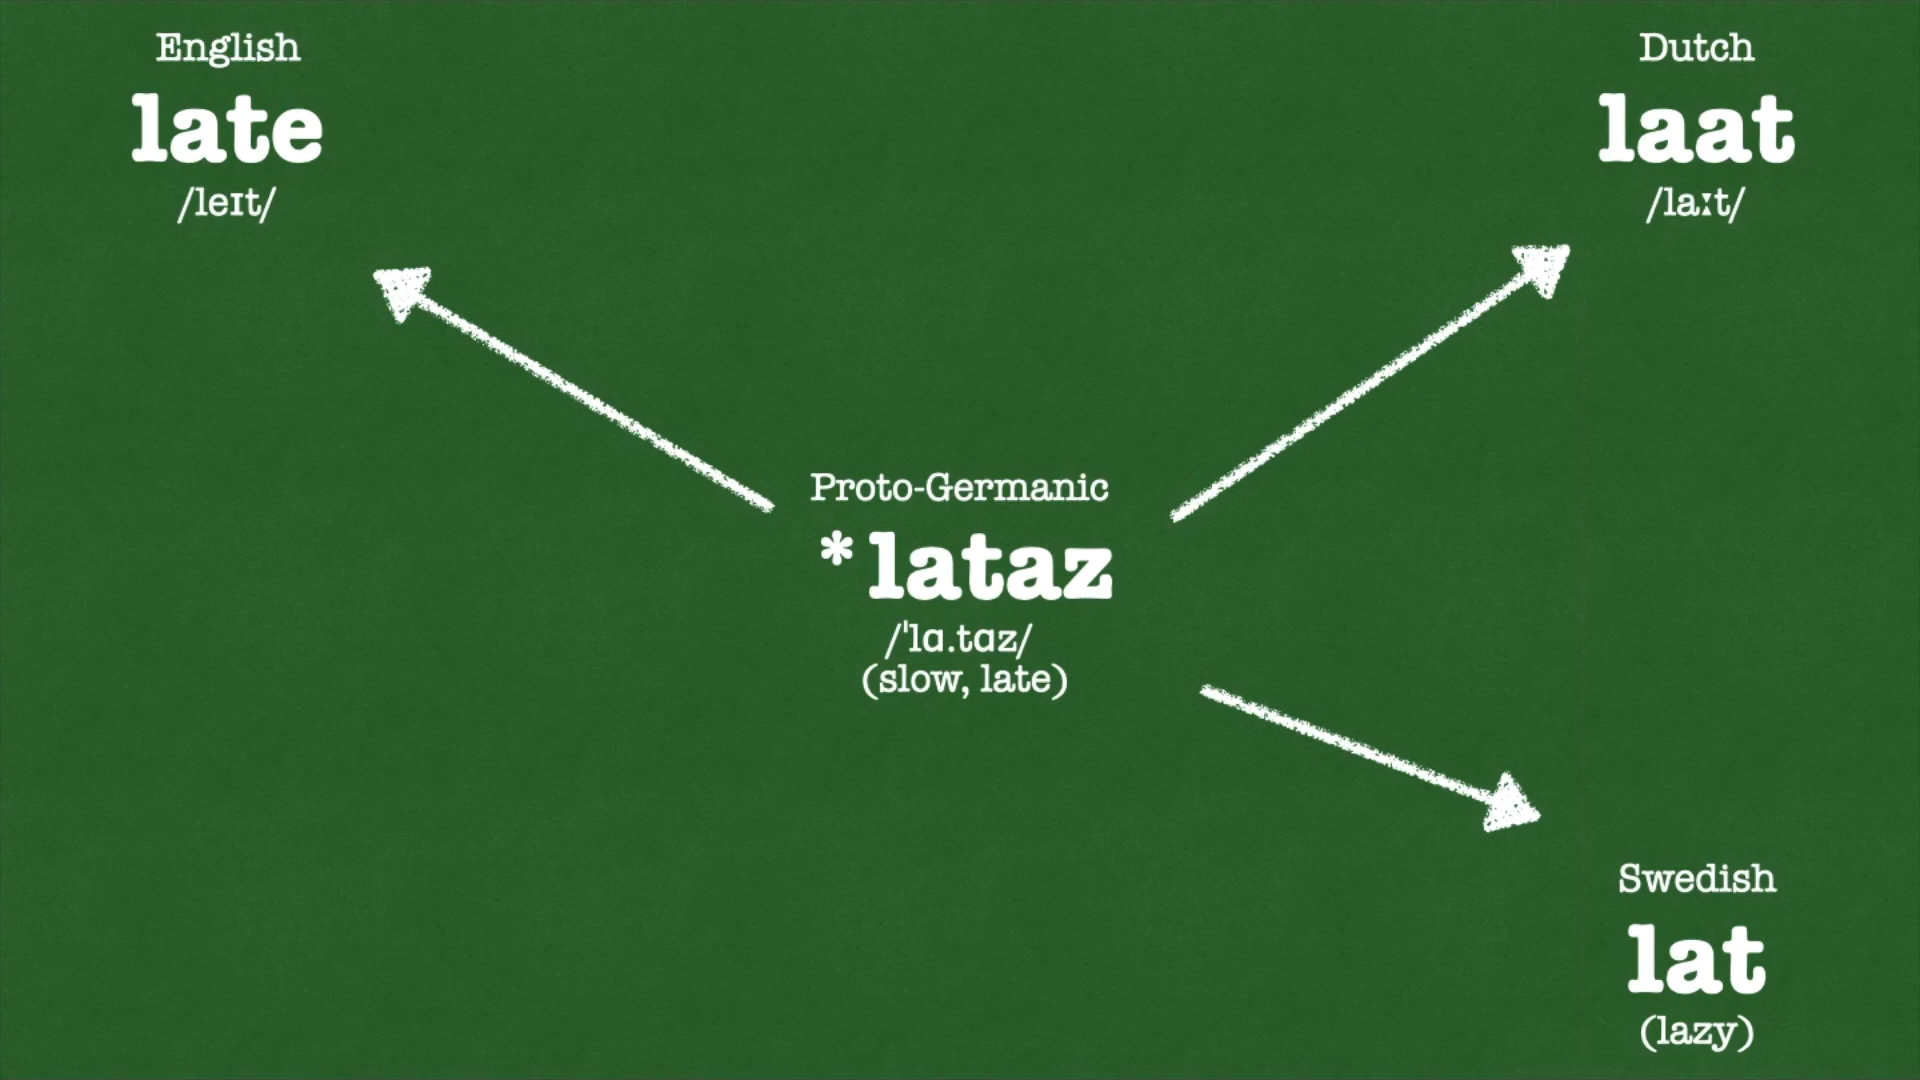 English
late
/leɪt/
Dutch
laat
/laːt/
Proto-Germanic
*lataz
/ˈlɑ.tɑz/
(slow, late)
Swedish
lat
(lazy)